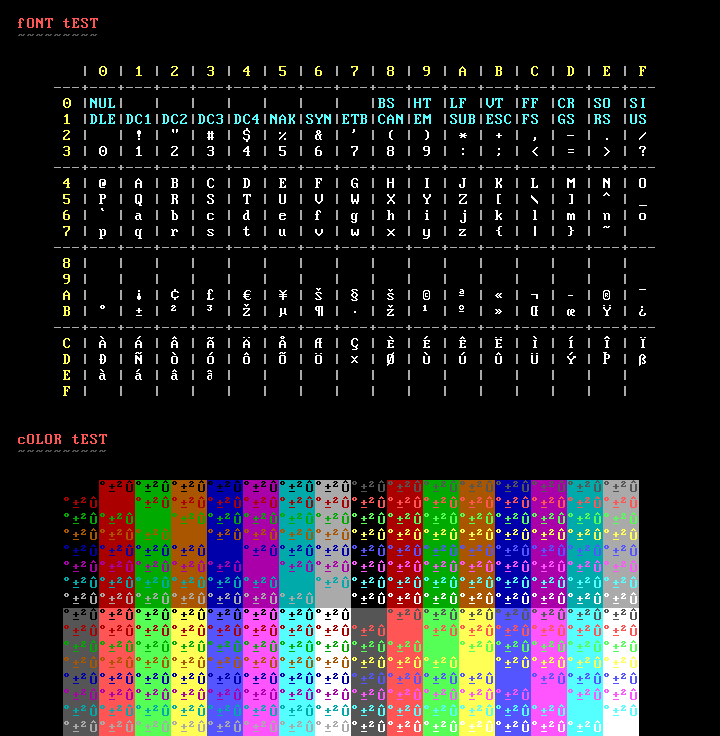 fONT tEST
~~~~~~~~~
| 0 | 1 | 2 | 3 | 4 | 5 | 6 | 7 | 8 | 9 | A | B | C | D | E | F
0 |NUL| | | | | | | |BS |HT |LF |VT |FF |CR |SO |SI
1 |DLE|DC1|DC2|DC3|DC4|NAK|SYN|ETB|CAN|EM |SUB|ESC|FS |GS |RS |US
2 | | ! | " | # | $ | % | & | ' | ( | ) | * | + | , | - | . | /
3 | 0 | 1 | 2 | 3 | 4 | 5 | 6 | 7 | 8 | 9 | : | ; | < | = | > | ?
4 | @ | A | B | C | D | E | F | G | H | I | J | K | L | M | N | O
5 | P | Q | R | S | T | U | V | W | X | Y | Z | [ | \ | ] | ^ | _
6 | ` | a | b | c | d | e | f | g | h | i | j | k | l | m | n | o
7 | p | q | r | s | t | u | v | w | x | y | z | { | | | } | ~ |
8 | | | | | | | | | | | | | | | |
9 | | | | | | | | | | | | | | | |
A | | ¡ | ¢ | £ | € | ¥ | Š | § | š | © | ª | « | ¬ | - | ® | ¯
B | ° | ± | ² | ³ | Ž | µ | ¶ | · | ž | ¹ | º | » | Œ | œ | Ÿ | ¿
C | À | Á | Â | Ã | Ä | Å | Æ | Ç | È | É | Ê | Ë | Ì | Í | Î | Ï
D | Ð | Ñ | Ò | Ó | Ô | Õ | Ö | × | Ø | Ù | Ú | Û | Ü | Ý | Þ | ß
E | à | á | â | ã | | | | | | | | | | | |
F | | | | | | | | | | | | | | | |
cOLOR tEST
~~~~~~~~~~